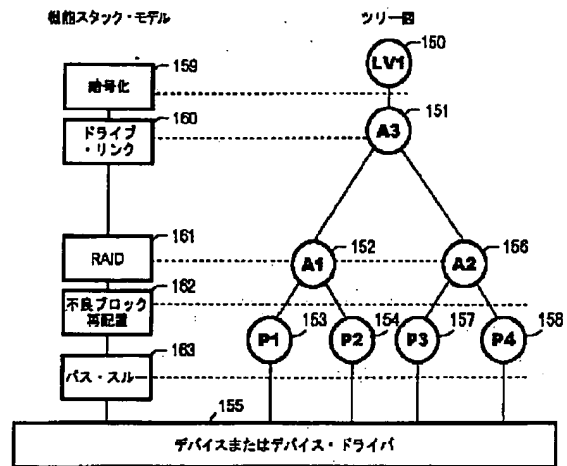 機能スタック・モデル
ツリー図
150
LV1
159
暗号化
160
151
ドライブ
・リンク
A3
161
RAID
152
A1
156
A2
162
不良ブロック
再配置
153
P1
154
P2
157
P3
158
P4
163
パス・スルー
155
デバイスまたはデバイス・ドライバ